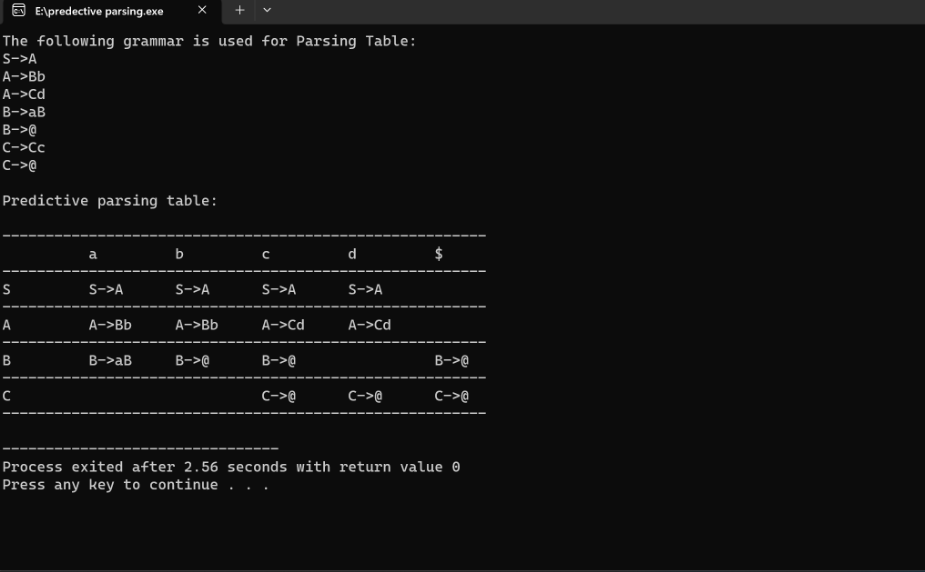 E:\predective parsing.exe
The following grammar is used for Parsing Table:
S->A
A->Bb
A->Cd
B->aB
B->@
C->Cc
C->@
Predictive parsing table:
-------------------------------------------------------
a b c d $
-------------------------------------------------------
S S->A S->A S->A S->A
-------------------------------------------------------
A A->Bb A->Bb A->Cd A->Cd
-------------------------------------------------------
B B->aB B->@ B->@ B->@
-------------------------------------------------------
C C->@ C->@ C->@
-------------------------------------------------------
--------------------------------
Process exited after 2.56 seconds with return value 0
Press any key to continue . . .